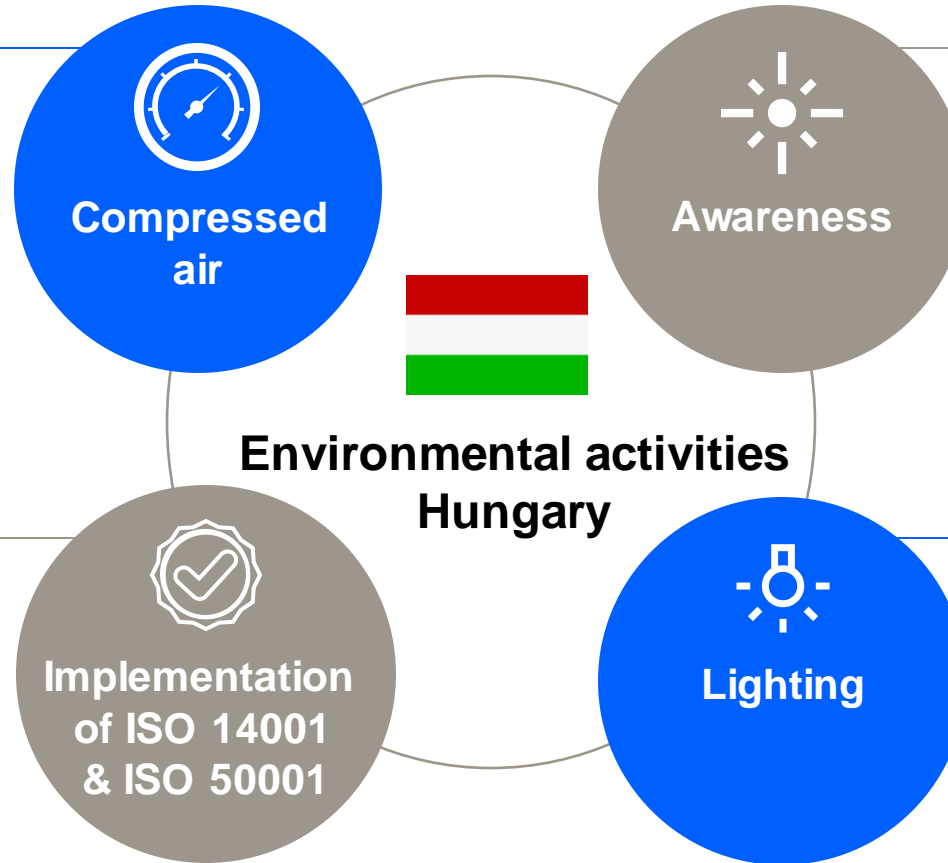 Compressed
air
Awareness
Environmental activities
Hungary
Implementation
of ISO 14001
& ISO 50001
Lighting